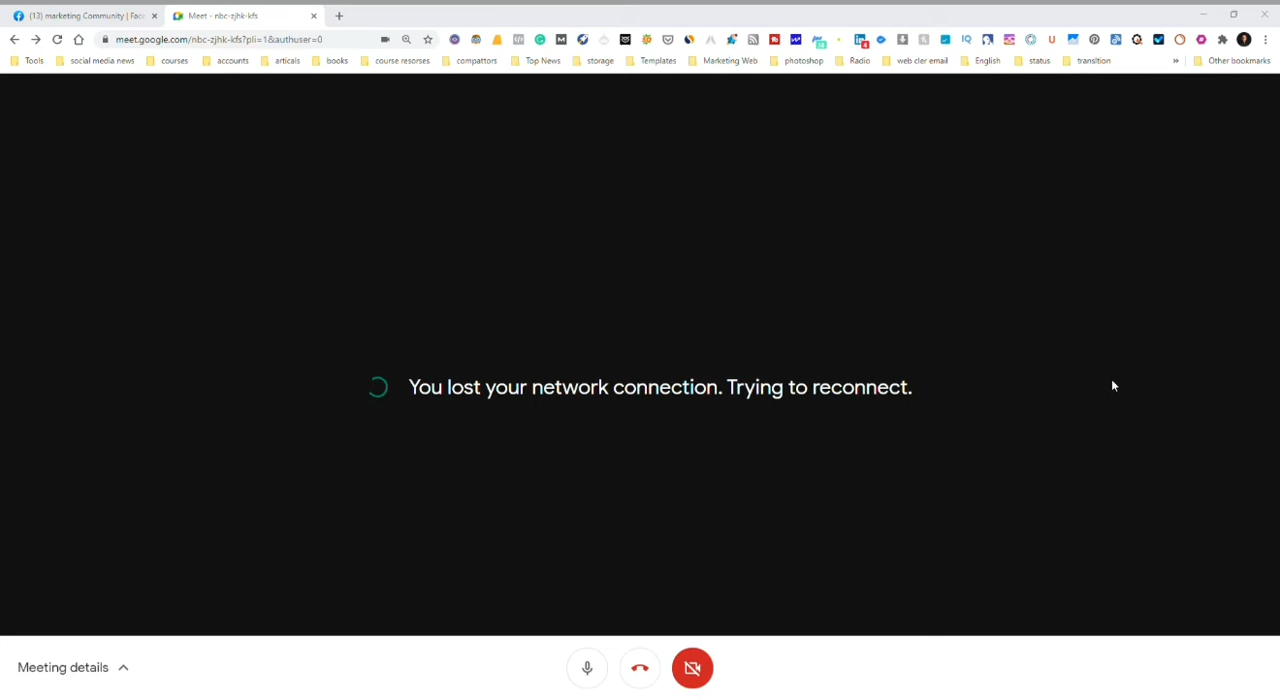 (13) marketing Community | Face
Meet - nbc-zjhk-kfs
meet.google.com/nbc-zjhk-kfs?pli=1&authuser=0
Tools social media news courses accounts articals books course resorses compattors Top News storage Templates Marketing Web photoshop Radio web cler email English status transltion » Other bookmarks
You lost your network connection. Trying to reconnect.
Meeting details